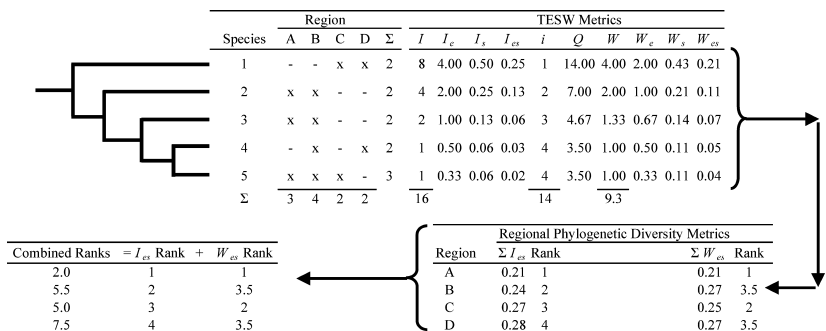 Region TESW Metrics
Species A B C D Σ I Ie Is Ies i Q W We Ws Wes
1 - - x x 2 8 4.00 0.50 0.25 1 14.00 4.00 2.00 0.43 0.21
2 x x - - 2 4 2.00 0.25 0.13 2 7.00 2.00 1.00 0.21 0.11
3 x x - - 2 2 1.00 0.13 0.06 3 4.67 1.33 0.67 0.14 0.07
4 - x - x 2 1 0.50 0.06 0.03 4 3.50 1.00 0.50 0.11 0.05
5 x x x - 3 1 0.33 0.06 0.02 4 3.50 1.00 0.33 0.11 0.04
Σ 3 4 2 2 16 14 9.3
Regional Phylogenetic Diversity Metrics
Region Σ Ies Rank Σ Wes Rank
A 0.21 1 0.21 1
B 0.24 2 0.27 3.5
C 0.27 3 0.25 2
D 0.28 4 0.27 3.5
Combined Ranks = Ies Rank + Wes Rank
2.0 1 1
5.5 2 3.5
5.0 3 2
7.5 4 3.5